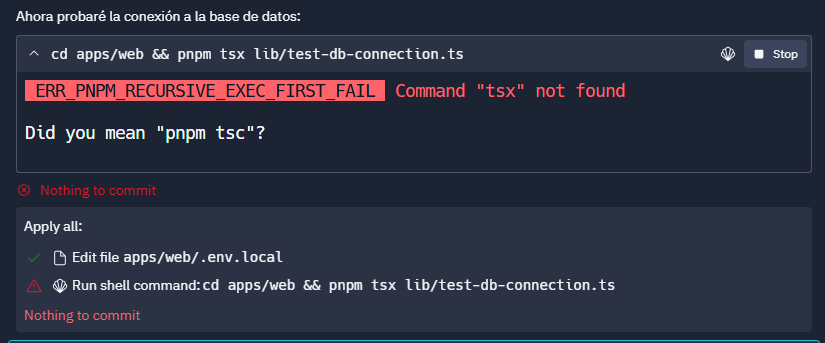 Ahora probaré la conexión a la base de datos:
cd apps/web && pnpm tsx lib/test-db-connection.ts
Stop
ERR_PNPM_RECURSIVE_EXEC_FIRST_FAIL Command "tsx" not found
Did you mean "pnpm tsc"?
Nothing to commit
Apply all:
Edit file apps/web/.env.local
Run shell command:cd apps/web && pnpm tsx lib/test-db-connection.ts
Nothing to commit